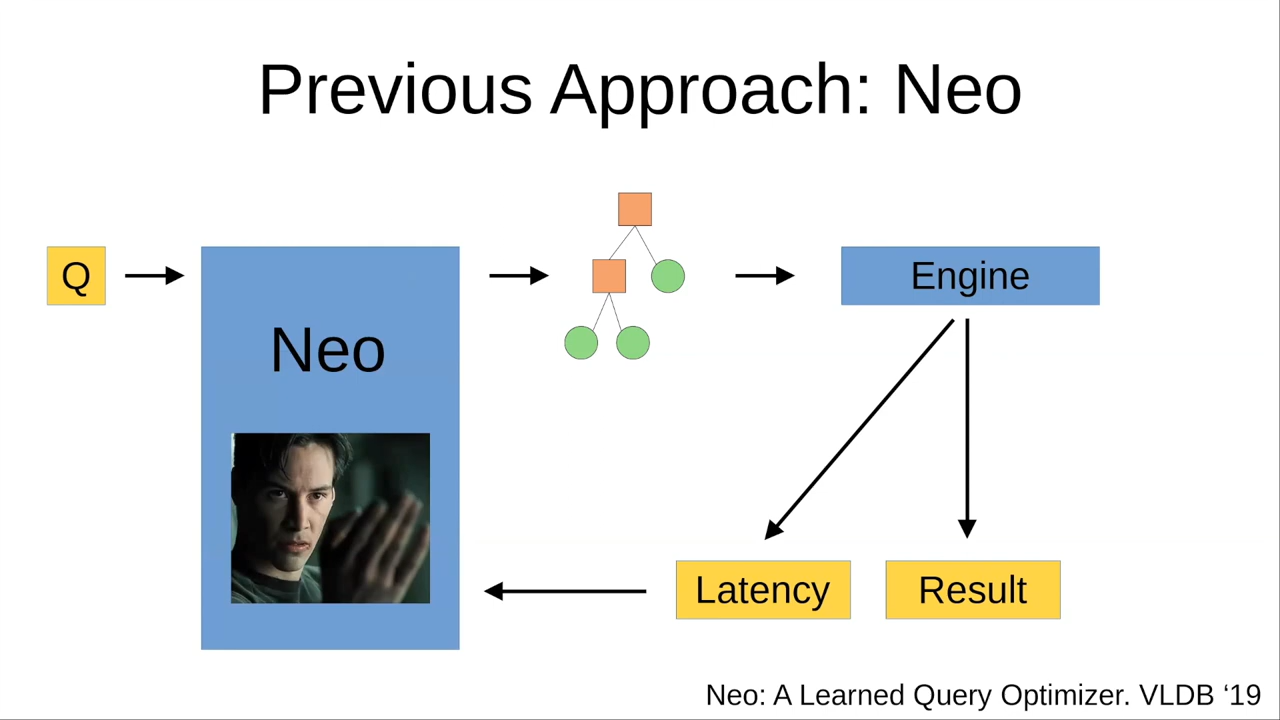 Previous Approach: Neo
Q
Neo
Engine
Latency
Result
Neo: A Learned Query Optimizer. VLDB ‘19